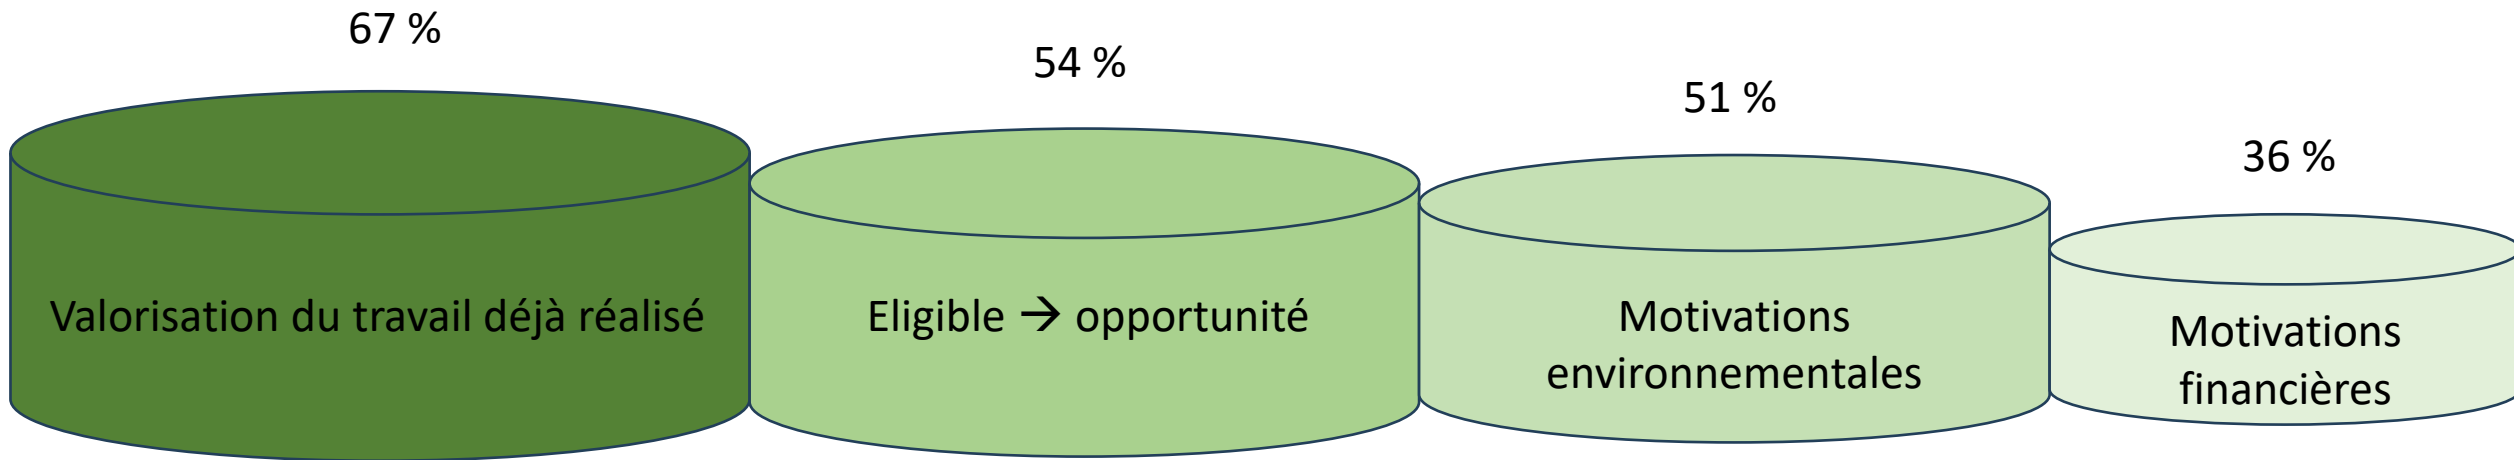 67 %
54 %
51 %
36 %
Valorisation du travail déjà réalisé
Eligible → opportunité
Motivations
environnementales
Motivations
financières